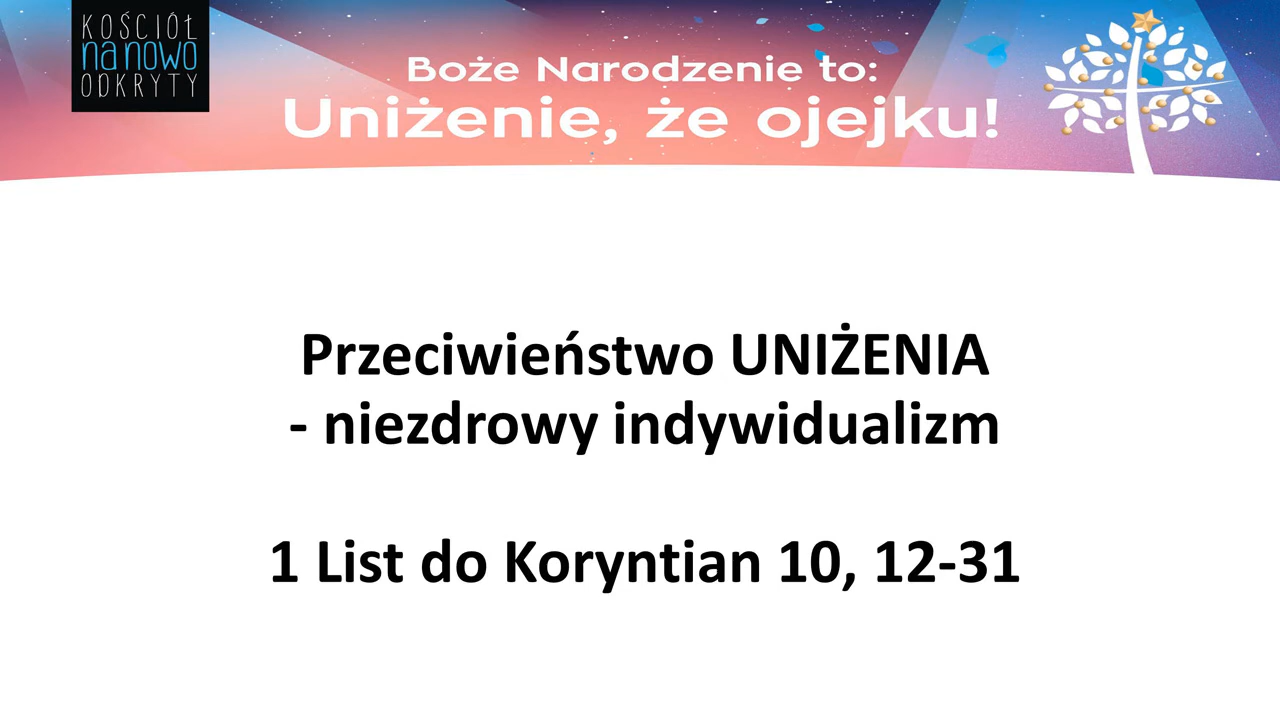 KOŚCIÓŁ
na nowo
ODKRYTY
Boże Narodzenie to:
Uniżenie, że ojejku!
Przeciwieństwo UNIŻENIA
- niezdrowy indywidualizm
1 List do Koryntian 10, 12-31